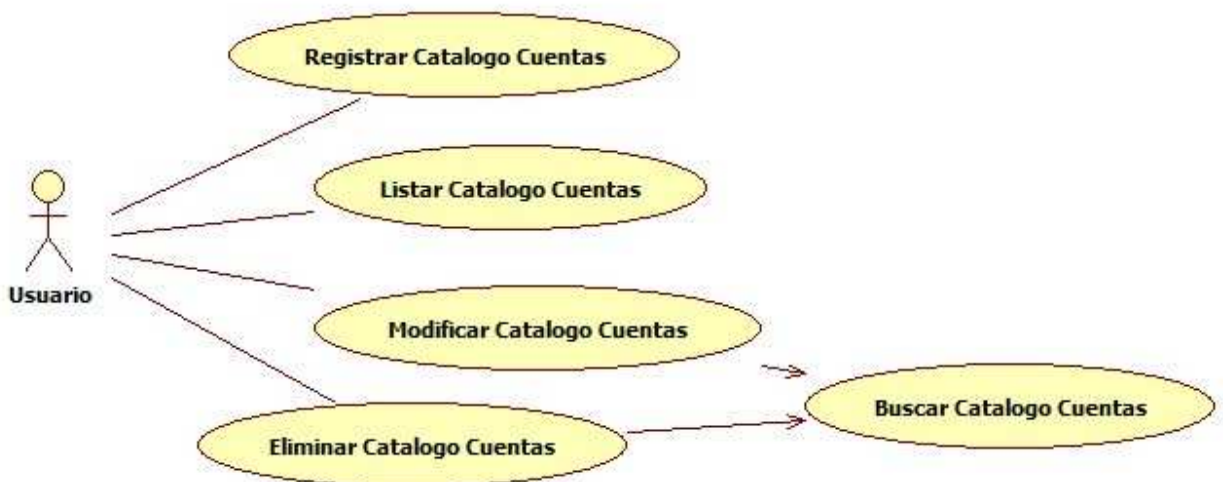 Registrar Catalogo Cuentas
Listar Catalogo Cuentas
Usuario
Modificar Catalogo Cuentas
Buscar Catalogo Cuentas
Eliminar Catalogo Cuentas